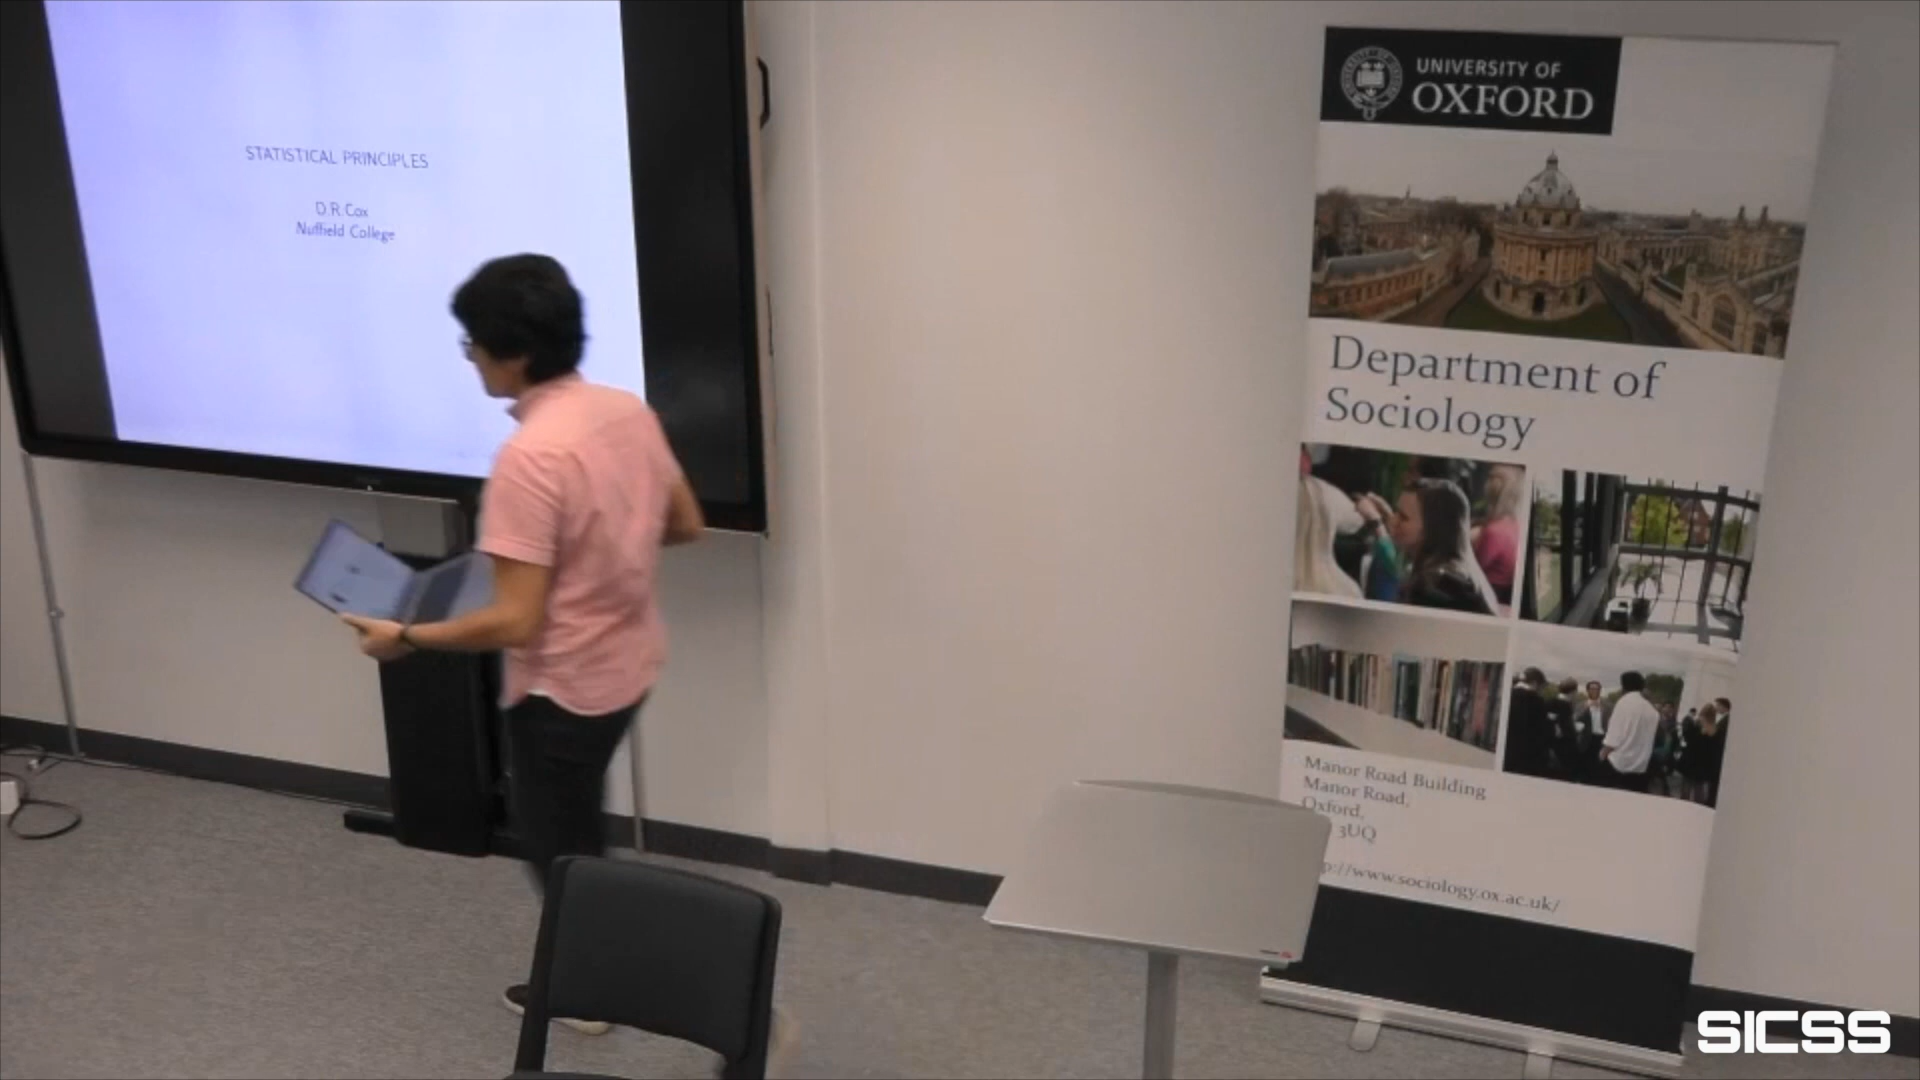 STATISTICAL PRINCIPLES
D.R.Cox
Nuffield College
UNIVERSITY OF
OXFORD
Department of
Sociology
Manor Road Building
Manor Road,
Oxford,
3UQ
p://www.sociology.ox.ac.uk/
SICSS